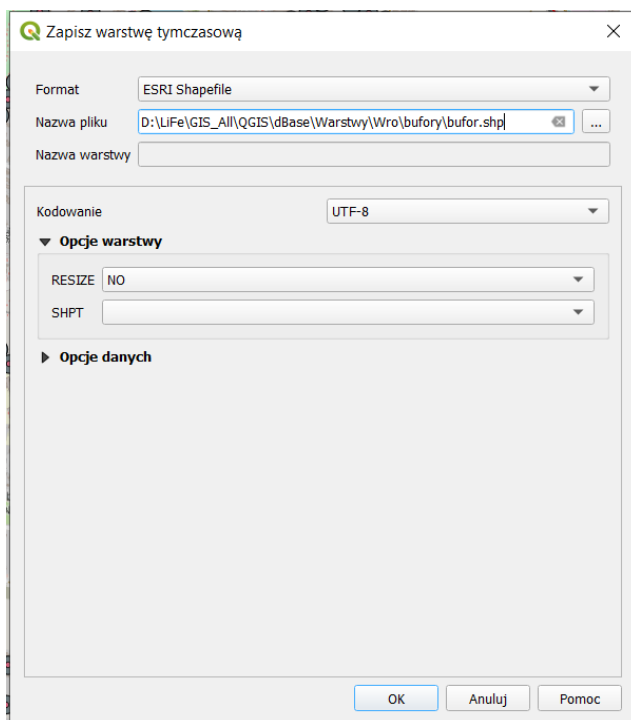 Zapisz warstwę tymczasową
Format ESRI Shapefile
Nazwa pliku D:\LiFe\GIS_All\QGIS\dBase\Warstwy\Wro\bufory\bufor.shp ...
Nazwa warstwy
Kodowanie UTF-8
Opcje warstwy
RESIZE NO
SHPT
Opcje danych
OK Anuluj Pomoc